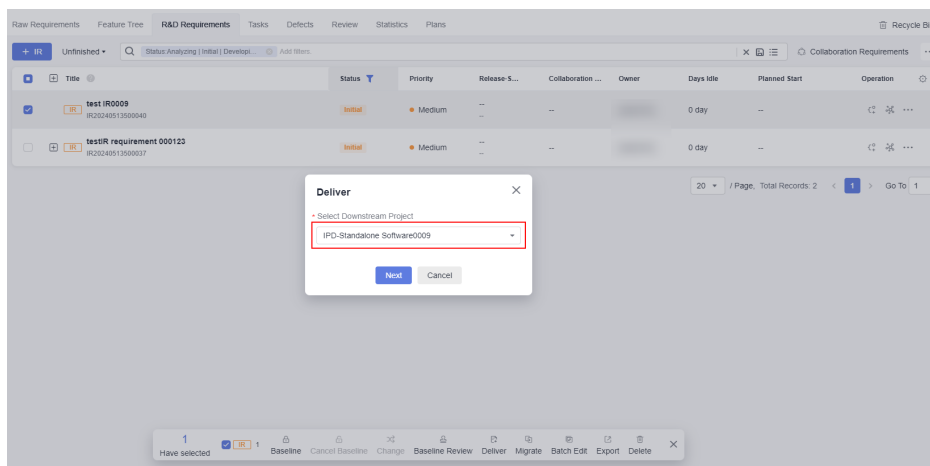 Raw Requirements Feature Tree R&D Requirements Tasks Defects Review Statistics Plans Recycle Bi
+ IR Unfinished Status:Analyzing | Initial | Developi... Add filters. Collaboration Requirements
Title Status Priority Release-S... Collaboration ... Owner Days Idle Planned Start Operation
IR test IR0009 Initial Medium -- -- 0 day --
IR20240513500040 --
IR testIR requirement 000123 Initial Medium -- -- 0 day --
IR20240513500037 --
20 / Page, Total Records: 2 < 1 > Go To 1
Deliver
* Select Downstream Project
IPD-Standalone Software0009
Next Cancel
1 IR 1
Have selected Baseline Cancel Baseline Change Baseline Review Deliver Migrate Batch Edit Export Delete